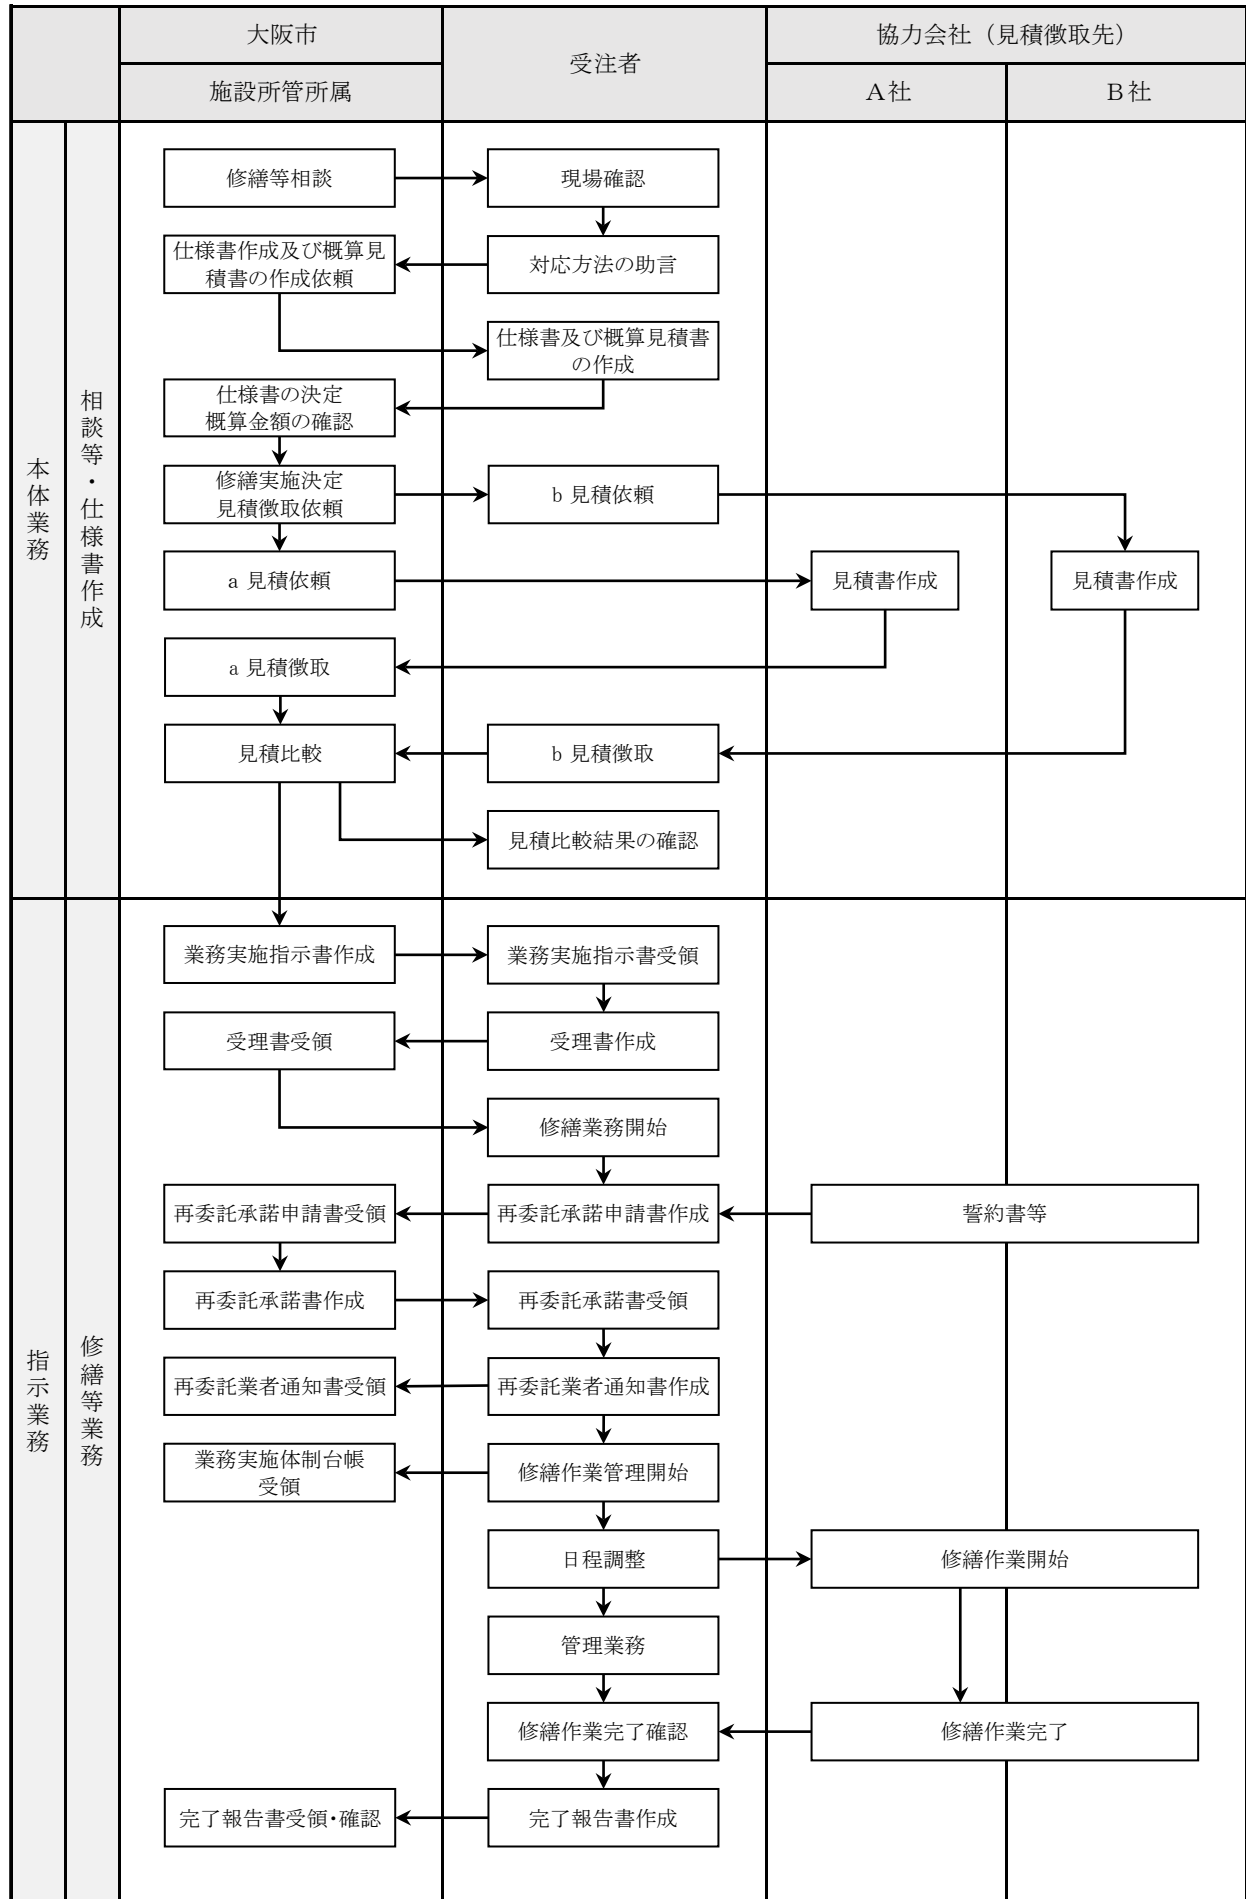 大阪市
受注者
協力会社（見積徴取先）
施設所管所属
A社
B社
本体業務
相談等・仕様書作成
修繕等相談
現場確認
仕様書作成及び概算見
積書の作成依頼
対応方法の助言
仕様書及び概算見積書
の作成
仕様書の決定
概算金額の確認
修繕実施決定
見積徴取依頼
b 見積依頼
a 見積依頼
見積書作成
見積書作成
a 見積徴取
見積比較
b 見積徴取
見積比較結果の確認
指示業務
修繕等業務
業務実施指示書作成
業務実施指示書受領
受理書受領
受理書作成
修繕業務開始
再委託承諾申請書受領
再委託承諾申請書作成
誓約書等
再委託承諾書作成
再委託承諾書受領
再委託業者通知書受領
再委託業者通知書作成
業務実施体制台帳
受領
修繕作業管理開始
日程調整
修繕作業開始
管理業務
修繕作業完了確認
修繕作業完了
完了報告書受領・確認
完了報告書作成